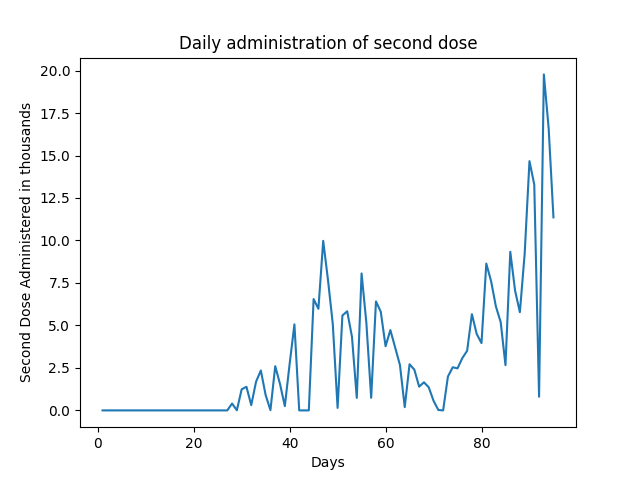 Daily administration of second dose
20.0
17.5
15.0
12.5
10.0
7.5
5.0
2.5
0.0
Second Dose Administered in thousands
0 20 40 60 80
Days